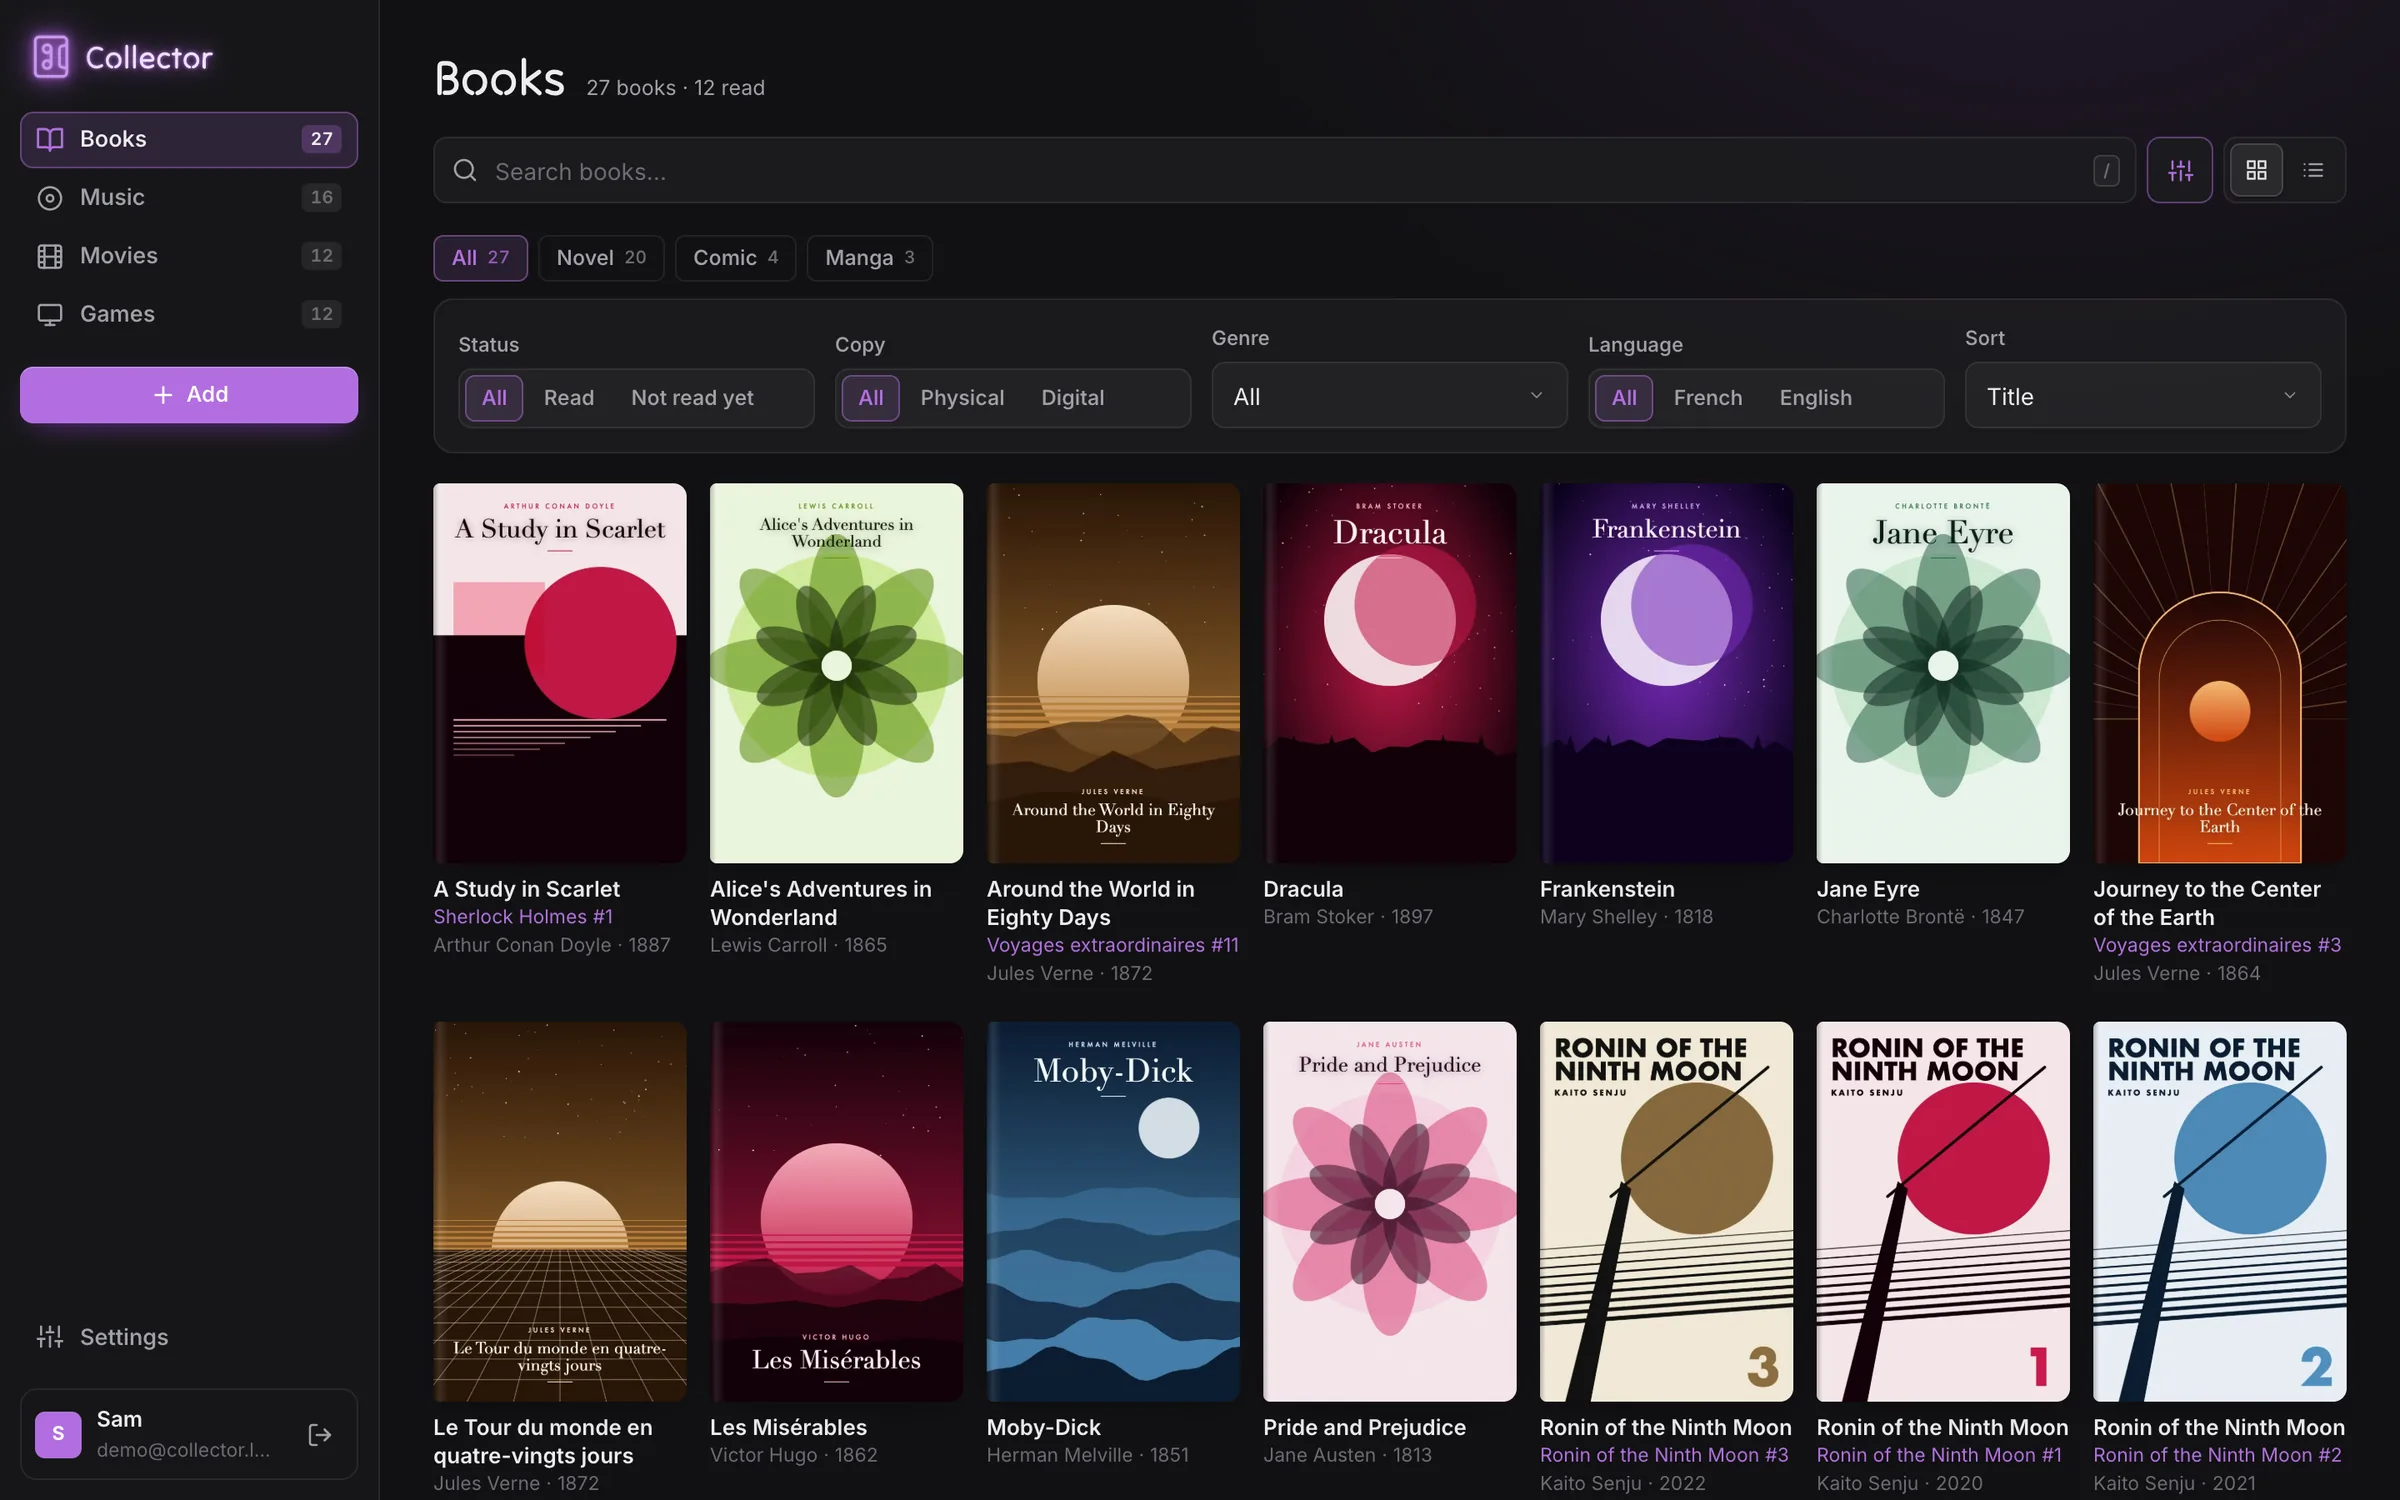 Collector
Books 27
Music 16
Movies 12
Games 12
+ Add
Settings
S
Sam
demo@collector.l...
Books 27 books · 12 read
Search books... /
All 27 Novel 20 Comic 4 Manga 3
Status Copy Genre Language Sort
All Read Not read yet All Physical Digital All All French English Title
ARTHUR CONAN DOYLE
A Study in Scarlet
LEWIS CARROLL
Alice's Adventures in
Wonderland
JULES VERNE
Around the World in Eighty
Days
BRAM STOKER
Dracula
MARY SHELLEY
Frankenstein
CHARLOTTE BRONTË
Jane Eyre
JULES VERNE
Journey to the Center of the
Earth
A Study in Scarlet
Sherlock Holmes #1
Arthur Conan Doyle · 1887
Alice's Adventures in
Wonderland
Lewis Carroll · 1865
Around the World in
Eighty Days
Voyages extraordinaires #11
Jules Verne · 1872
Dracula
Bram Stoker · 1897
Frankenstein
Mary Shelley · 1818
Jane Eyre
Charlotte Brontë · 1847
Journey to the Center
of the Earth
Voyages extraordinaires #3
Jules Verne · 1864
JULES VERNE
Le Tour du monde en quatre-
vingts jours
VICTOR HUGO
Les Misérables
HERMAN MELVILLE
Moby-Dick
JANE AUSTEN
Pride and Prejudice
RONIN OF THE
NINTH MOON
KAITO SENJU
3
RONIN OF THE
NINTH MOON
KAITO SENJU
1
RONIN OF THE
NINTH MOON
KAITO SENJU
2
Le Tour du monde en
quatre-vingts jours
Jules Verne · 1872
Les Misérables
Victor Hugo · 1862
Moby-Dick
Herman Melville · 1851
Pride and Prejudice
Jane Austen · 1813
Ronin of the Ninth Moon
Ronin of the Ninth Moon #3
Kaito Senju · 2022
Ronin of the Ninth Moon
Ronin of the Ninth Moon #1
Kaito Senju · 2020
Ronin of the Ninth Moon
Ronin of the Ninth Moon #2
Kaito Senju · 2021